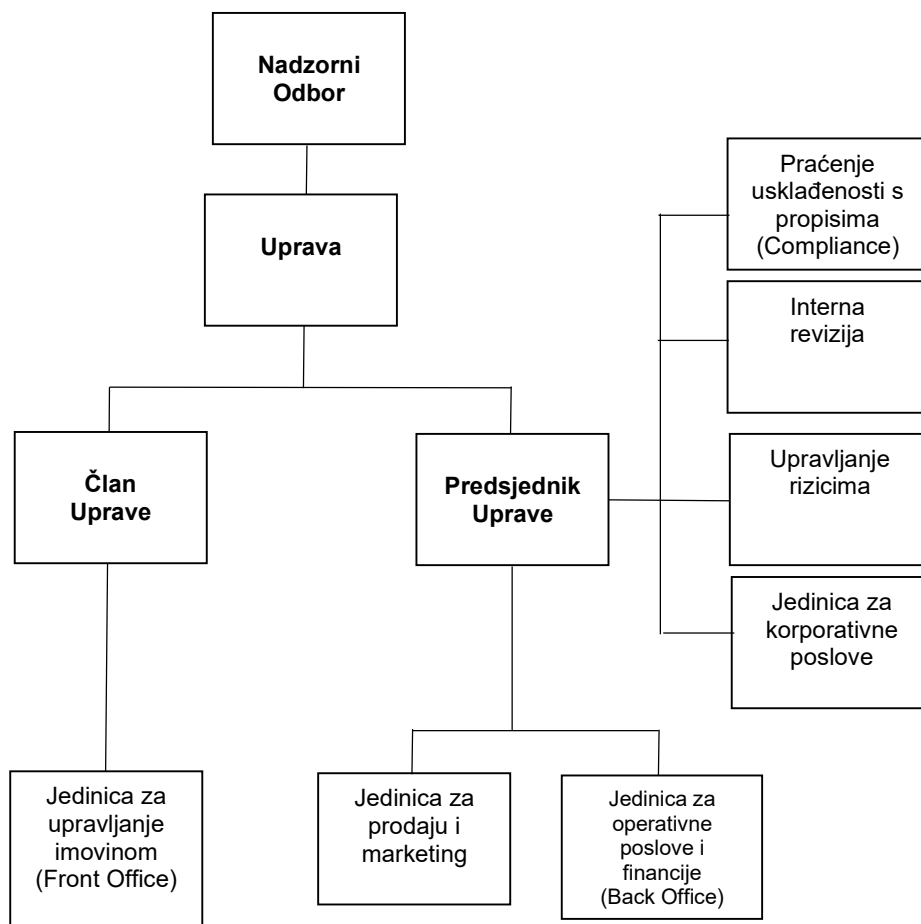 Nadzorni
Odbor
Uprava
Praćenje
usklađenosti s
propisima
(Compliance)
Interna
revizija
Član
Uprave
Predsjednik
Uprave
Upravljanje
rizicima
Jedinica za
korporativne
poslove
Jedinica za
upravljanje
imovinom
(Front Office)
Jedinica za
prodaju i
marketing
Jedinica za
operativne
poslove i
financije
(Back Office)